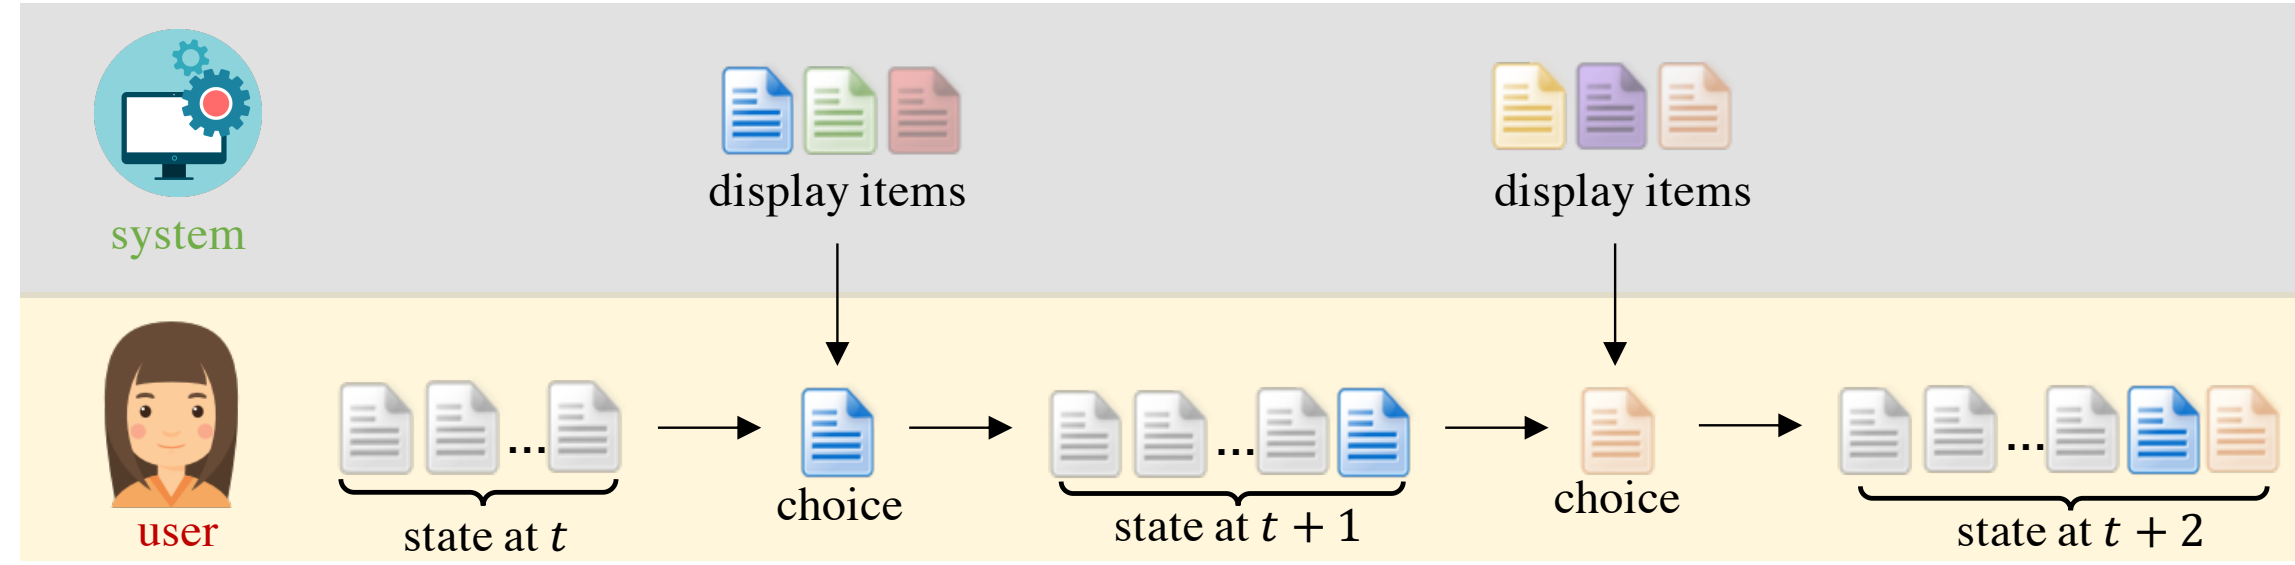 display items
display items
system
choice
choice
...
...
...
state at t
state at t + 1
state at t + 2
user